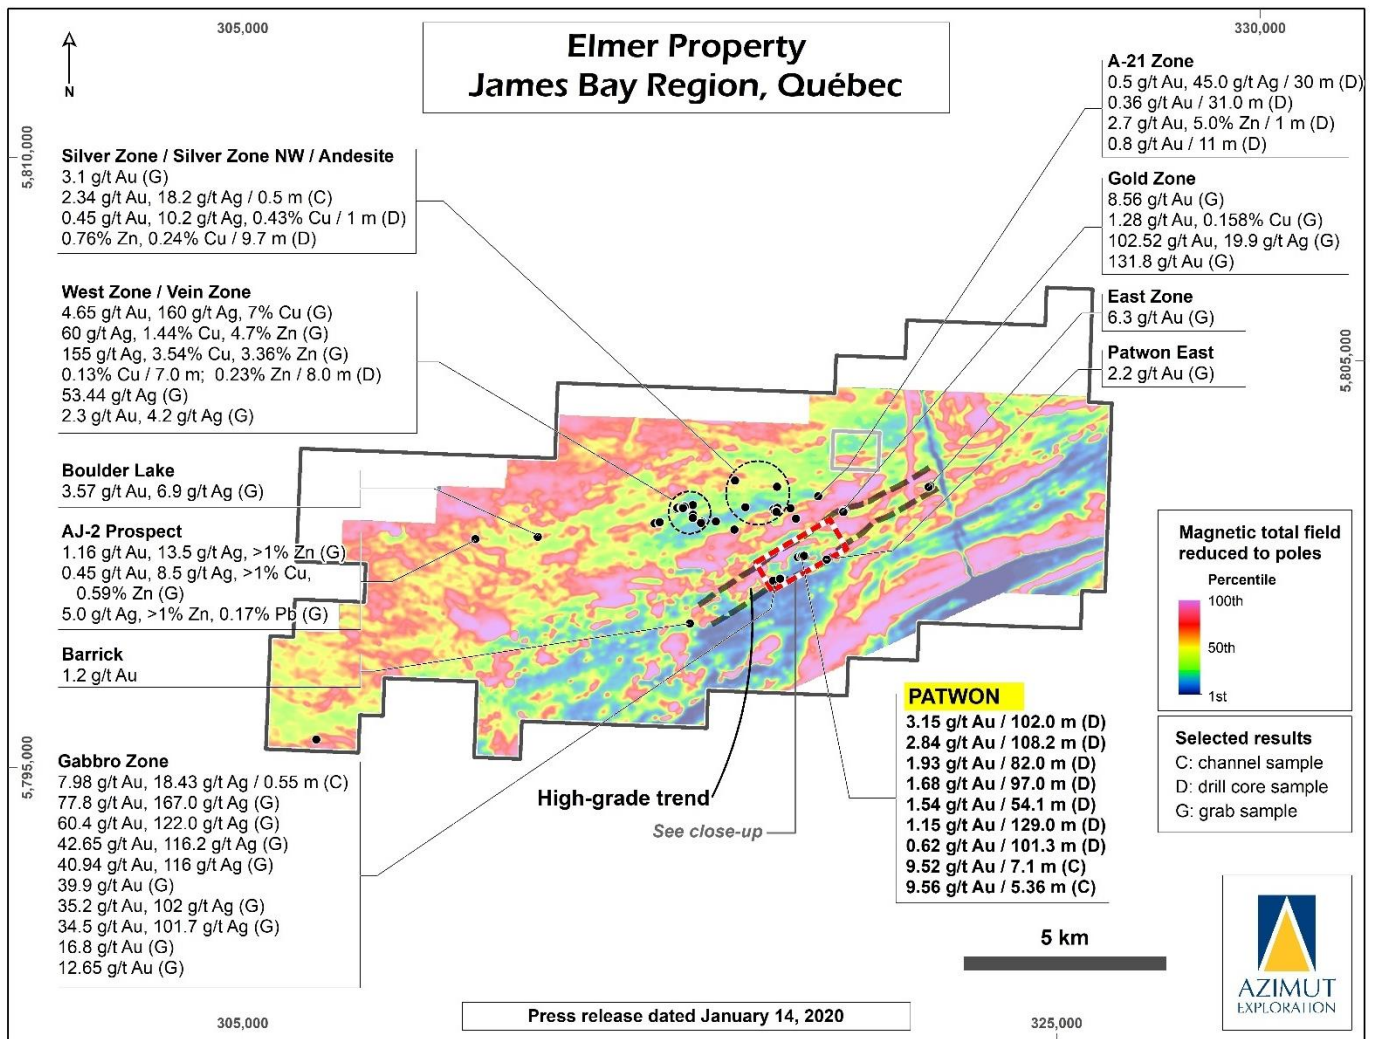 305,000
330,000
Elmer Property
James Bay Region, Québec
N
5,810,000
5,805,000
5,795,000
A-21 Zone
0.5 g/t Au, 45.0 g/t Ag / 30 m (D)
0.36 g/t Au / 31.0 m (D)
2.7 g/t Au, 5.0% Zn / 1 m (D)
0.8 g/t Au / 11 m (D)
Silver Zone / Silver Zone NW / Andesite
3.1 g/t Au (G)
2.34 g/t Au, 18.2 g/t Ag / 0.5 m (C)
0.45 g/t Au, 10.2 g/t Ag, 0.43% Cu / 1 m (D)
0.76% Zn, 0.24% Cu / 9.7 m (D)
Gold Zone
8.56 g/t Au (G)
1.28 g/t Au, 0.158% Cu (G)
102.52 g/t Au, 19.9 g/t Ag (G)
131.8 g/t Au (G)
West Zone / Vein Zone
4.65 g/t Au, 160 g/t Ag, 7% Cu (G)
60 g/t Ag, 1.44% Cu, 4.7% Zn (G)
155 g/t Ag, 3.54% Cu, 3.36% Zn (G)
0.13% Cu / 7.0 m; 0.23% Zn / 8.0 m (D)
53.44 g/t Ag (G)
2.3 g/t Au, 4.2 g/t Ag (G)
East Zone
6.3 g/t Au (G)
Patwon East
2.2 g/t Au (G)
Boulder Lake
3.57 g/t Au, 6.9 g/t Ag (G)
AJ-2 Prospect
1.16 g/t Au, 13.5 g/t Ag, >1% Zn (G)
0.45 g/t Au, 8.5 g/t Ag, >1% Cu,
0.59% Zn (G)
5.0 g/t Ag, >1% Zn, 0.17% Pb (G)
Barrick
1.2 g/t Au
Magnetic total field
reduced to poles
Percentile
100th
50th
1st
Selected results
C: channel sample
D: drill core sample
G: grab sample
PATWON
3.15 g/t Au / 102.0 m (D)
2.84 g/t Au / 108.2 m (D)
1.93 g/t Au / 82.0 m (D)
1.68 g/t Au / 97.0 m (D)
1.54 g/t Au / 54.1 m (D)
1.15 g/t Au / 129.0 m (D)
0.62 g/t Au / 101.3 m (D)
9.52 g/t Au / 7.1 m (C)
9.56 g/t Au / 5.36 m (C)
High-grade trend
See close-up
Gabbro Zone
7.98 g/t Au, 18.43 g/t Ag / 0.55 m (C)
77.8 g/t Au, 167.0 g/t Ag (G)
60.4 g/t Au, 122.0 g/t Ag (G)
42.65 g/t Au, 116.2 g/t Ag (G)
40.94 g/t Au, 116 g/t Ag (G)
39.9 g/t Au (G)
35.2 g/t Au, 102 g/t Ag (G)
34.5 g/t Au, 101.7 g/t Ag (G)
16.8 g/t Au (G)
12.65 g/t Au (G)
5 km
AZIMUT
EXPLORATION
305,000
Press release dated January 14, 2020
325,000